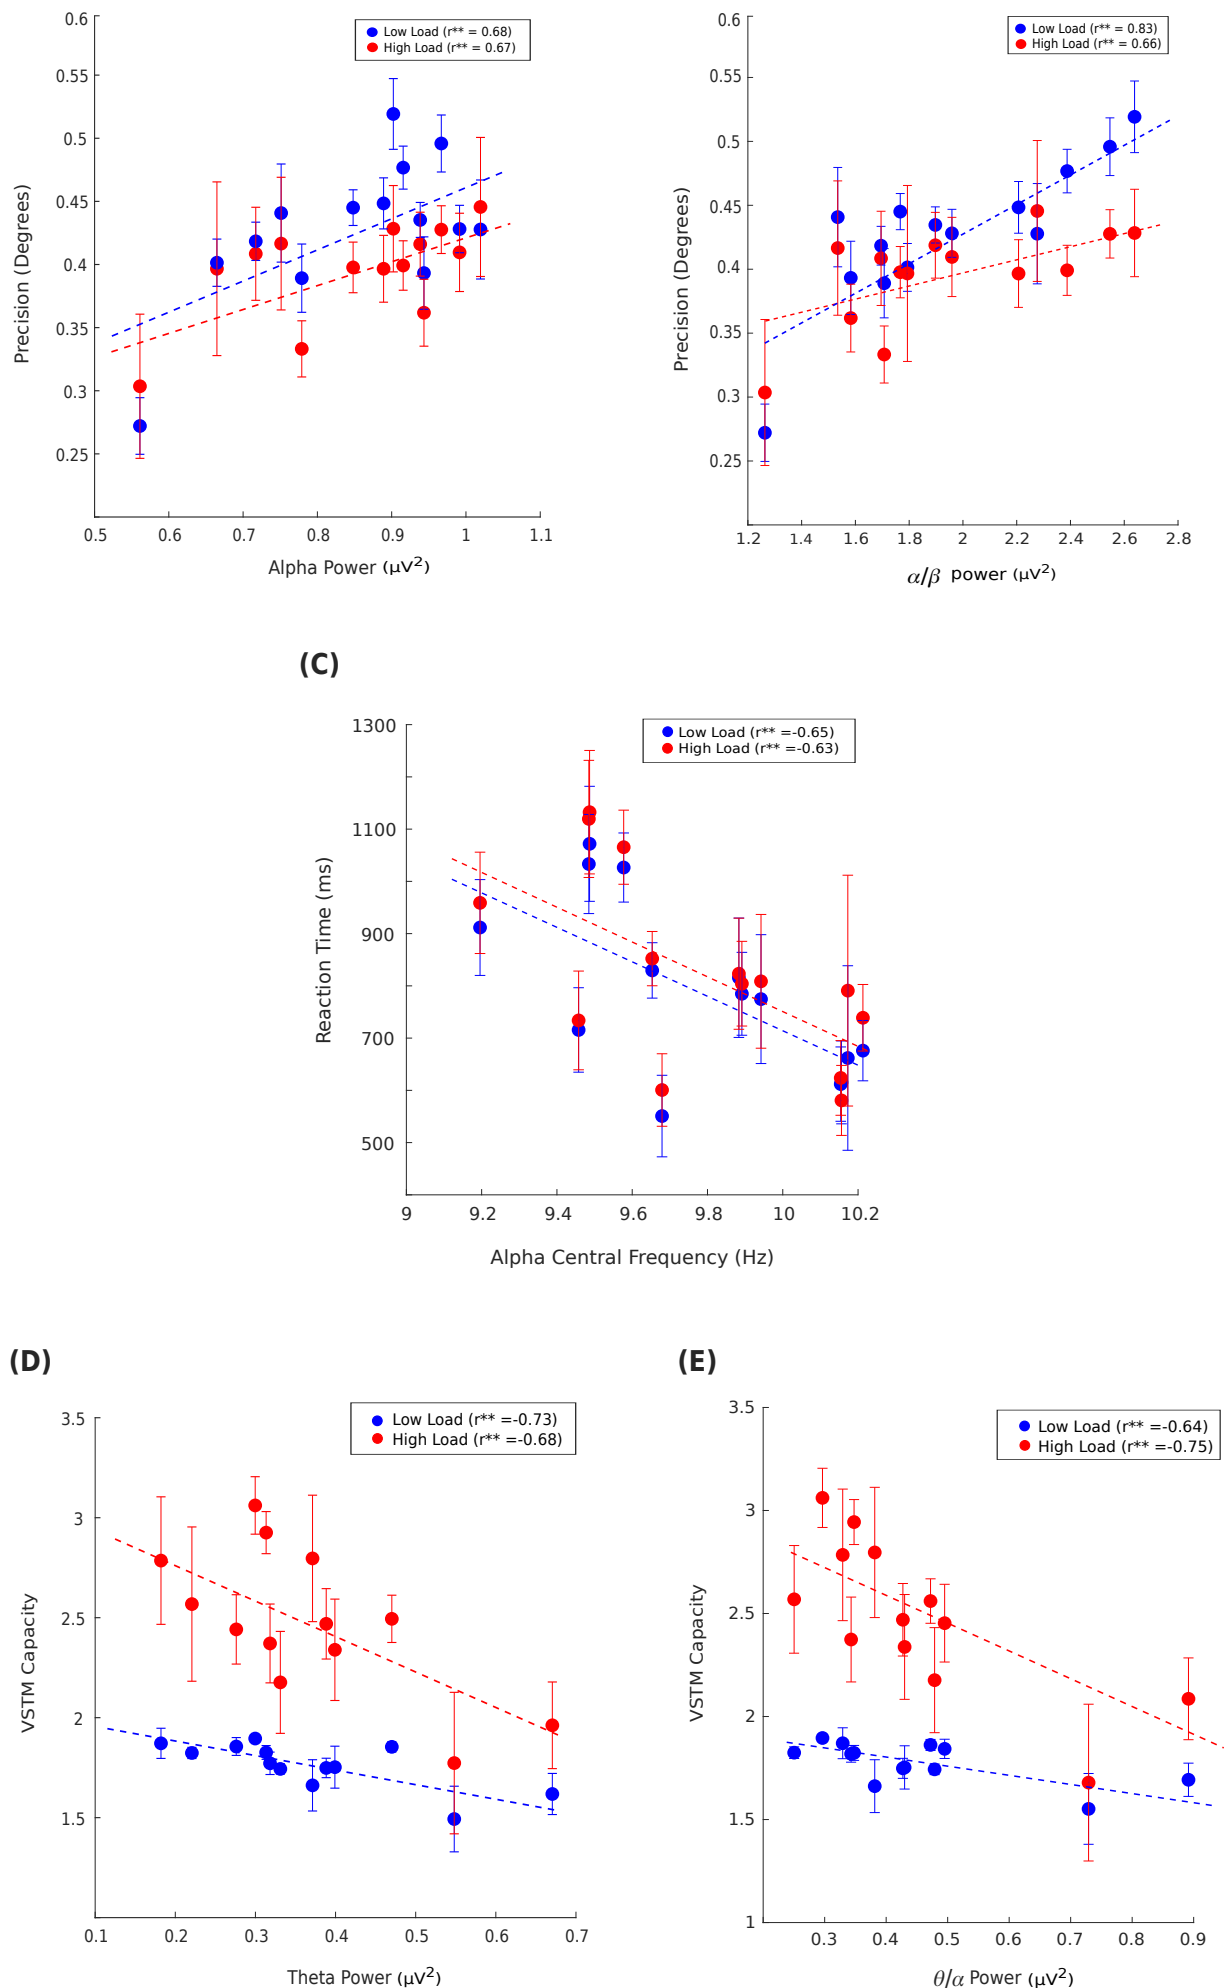 Low Load (r** = 0.68)
High Load (r** = 0.67)
0.6
0.55
0.5
0.45
0.4
0.35
0.3
0.25
Precision (Degrees)
0.5 0.6 0.7 0.8 0.9 1 1.1
Alpha Power (μV²)
Low Load (r** = 0.83)
High Load (r** = 0.66)
0.6
0.55
0.5
0.45
0.4
0.35
0.3
0.25
Precision (Degrees)
1.2 1.4 1.6 1.8 2 2.2 2.4 2.6 2.8
α/β power (μV²)
(C)
Low Load (r** =-0.65)
High Load (r** =-0.63)
1300
1100
900
700
500
Reaction Time (ms)
9 9.2 9.4 9.6 9.8 10 10.2
Alpha Central Frequency (Hz)
(D)
Low Load (r** =-0.73)
High Load (r** =-0.68)
3.5
3
2.5
2
1.5
VSTM Capacity
0.1 0.2 0.3 0.4 0.5 0.6 0.7
Theta Power (μV²)
(E)
Low Load (r** =-0.64)
High Load (r** =-0.75)
3.5
3
2.5
2
1.5
1
VSTM Capacity
0.3 0.4 0.5 0.6 0.7 0.8 0.9
θ/α Power (μV²)